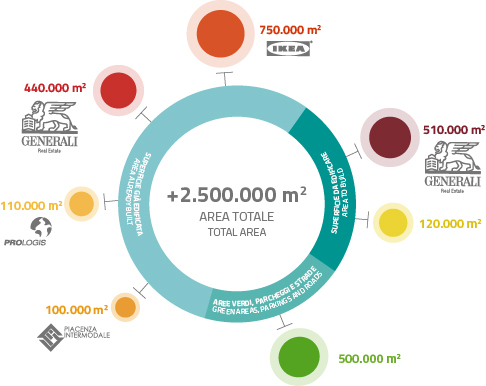 750.000 m²
IKEA®
440.000 m²
GENERALI
Real Estate
510.000 m²
GENERALI
Real Estate
110.000 m²
PROLOGIS
120.000 m²
100.000 m²
PIACENZA
INTERMODALE
500.000 m²
SUPERFICIE GIÀ EDIFICATA
AREA ALREADY BUILT
SUPERFICE DA EDIFICARE
AREA TO BUILD
AREE VERDI, PARCHEGGI E STRADE
GREEN AREAS, PARKINGS AND ROADS
+2.500.000 m²
AREA TOTALE
TOTAL AREA